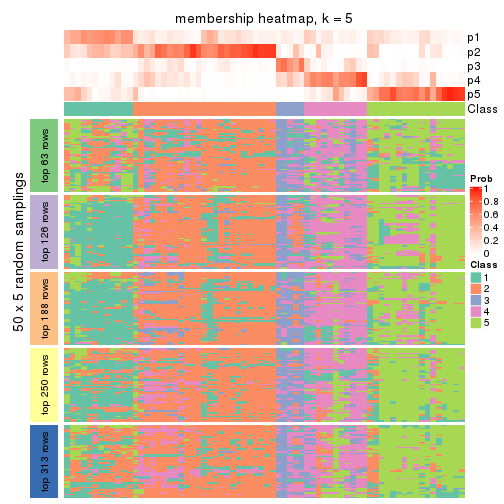 membership heatmap, k = 5
p1
p2
p3
p4
p5
Class
50 x 5 random samplings
top 63 rows
top 126 rows
top 188 rows
top 250 rows
top 313 rows
Prob
1
0.8
0.6
0.4
0.2
0
Class
1
2
3
4
5